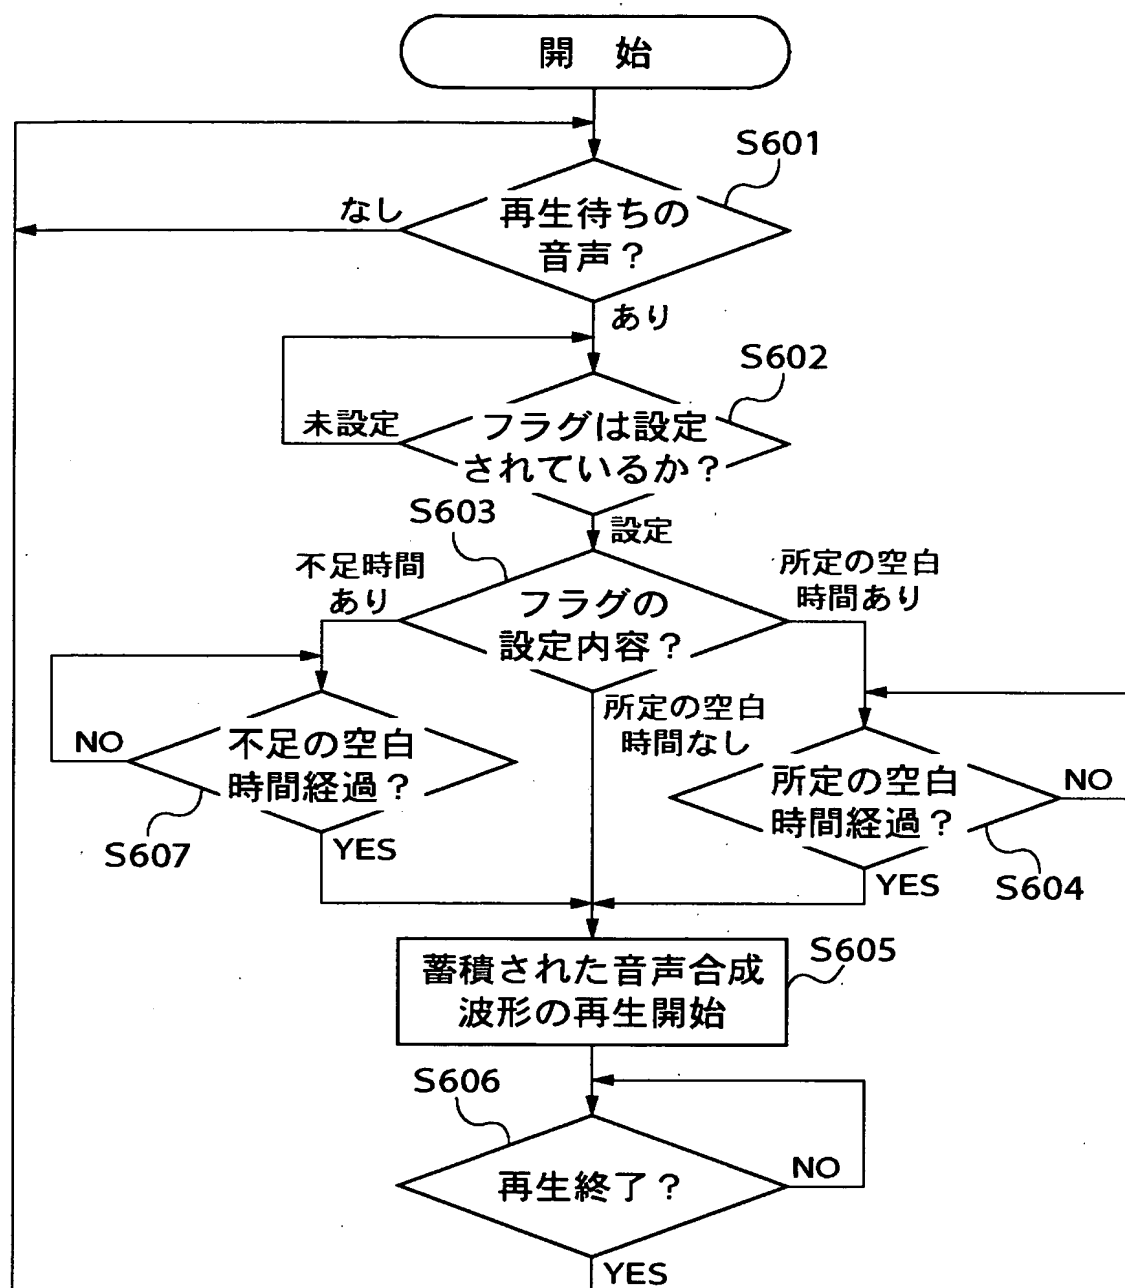 開 始
S601
再生待ちの
音声？
なし
あり
S602
フラグは設定
されているか？
未設定
設定
S603
フラグの
設定内容？
不足時間
あり
所定の空白
時間あり
所定の空白
時間なし
不足の空白
時間経過？
NO
YES
S607
所定の空白
時間経過？
NO
YES
S604
蓄積された音声合成
波形の再生開始
S605
S606
再生終了？
NO
YES